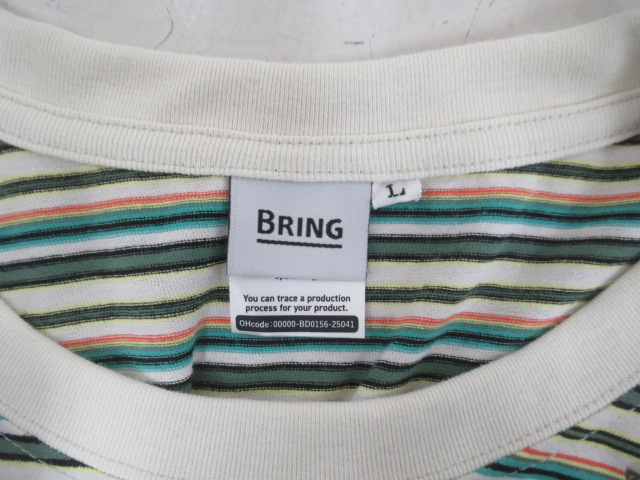 BRING
L
You can trace a production
process for your product.
OHcode:00000-BD0156-25041